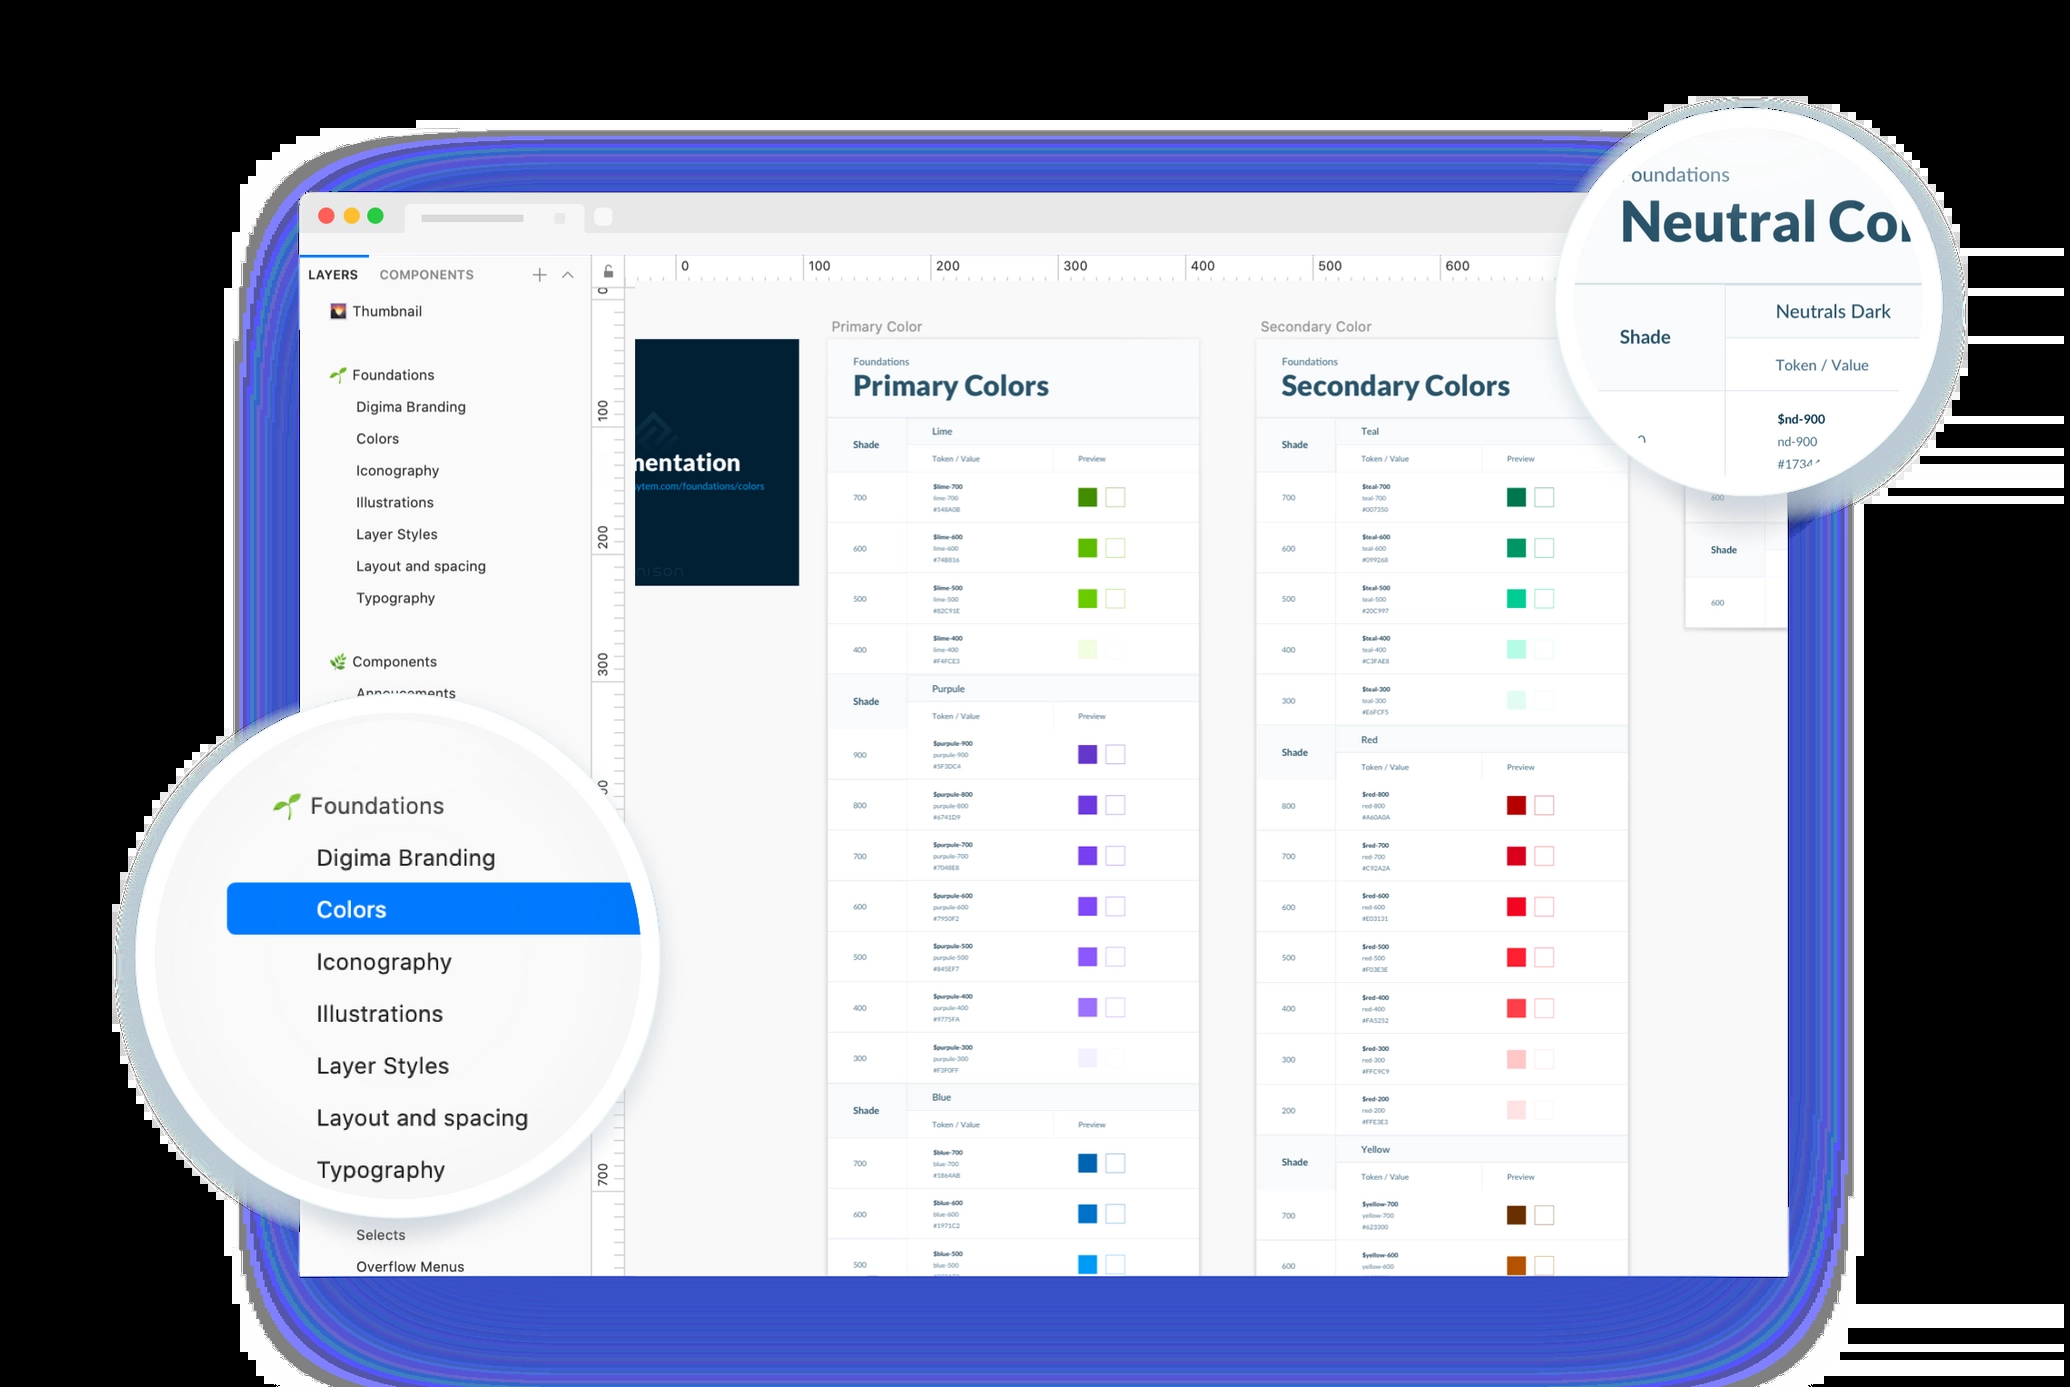 LAYERS COMPONENTS
Thumbnail
Foundations
Digima Branding
Colors
Iconography
Illustrations
Layer Styles
Layout and spacing
Typography
Components
Annoucements
Foundations
Digima Branding
Colors
Iconography
Illustrations
Layer Styles
Layout and spacing
Typography
Selects
Overflow Menus
0 100 200 300 400 500 600
0
100
200
300
00
700
mentation
ytem.com/foundations/colors
nison
Primary Color
Foundations
Primary Colors
Shade
Lime
Token / Value Preview
700
$lime-700
lime-700
#548A0B
600
$lime-600
lime-600
#74B816
500
$lime-500
lime-500
#82C91E
400
$lime-400
lime-400
#F4FCE3
Shade
Purpule
Token / Value Preview
900
$purpule-900
purpule-900
#5F3DC4
800
$purpule-800
purpule-800
#6741D9
700
$purpule-700
purpule-700
#7048E8
600
$purpule-600
purpule-600
#7950F2
500
$purpule-500
purpule-500
#845EF7
400
$purpule-400
purpule-400
#9775FA
300
$purpule-300
purpule-300
#F3F0FF
Shade
Blue
Token / Value Preview
700
$blue-700
blue-700
#1864AB
600
$blue-600
blue-600
#1971C2
500
$blue-500
blue-500
Secondary Color
Foundations
Secondary Colors
Shade
Teal
Token / Value Preview
700
$teal-700
teal-700
#007350
600
$teal-600
teal-600
#099268
500
$teal-500
teal-500
#20C997
400
$teal-400
teal-400
#C3FAE8
300
$teal-300
teal-300
#E6FCF5
Shade
Red
Token / Value Preview
800
$red-800
red-800
#A60A0A
700
$red-700
red-700
#C92A2A
600
$red-600
red-600
#E03131
500
$red-500
red-500
#F03E3E
400
$red-400
red-400
#FA5252
300
$red-300
red-300
#FFC9C9
200
$red-200
red-200
#FFE3E3
Shade
Yellow
Token / Value Preview
700
$yellow-700
yellow-700
#623300
600
$yellow-600
yellow-600
oundations
Neutral Co
Shade
Neutrals Dark
Token / Value
$nd-900
nd-900
#1734
600
Shade
600